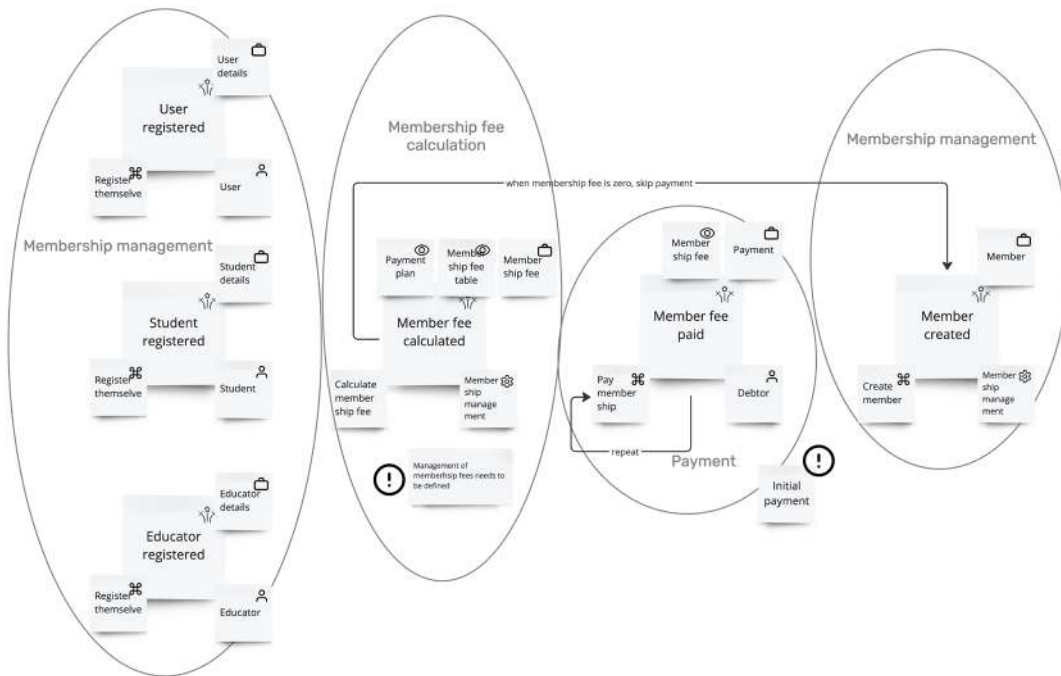 User
details
User
registered
Register
themselve
User
Membership management
Student
details
Student
registered
Register
themselve
Student
Educator
details
Educator
registered
Register
themselve
Educator
Membership fee
calculation
when membership fee is zero, skip payment
Payment
plan
Member
ship fee
table
Member
ship fee
Member fee
calculated
Calculate
member
ship fee
Member
ship
manage
ment
Management of
memberhsip fees needs to
be defined
Member
ship fee
Payment
Member fee
paid
Pay
member
ship
Debtor
repeat
Payment
Initial
payment
Membership management
Member
Member
created
Create
member
Member
ship
manage
ment